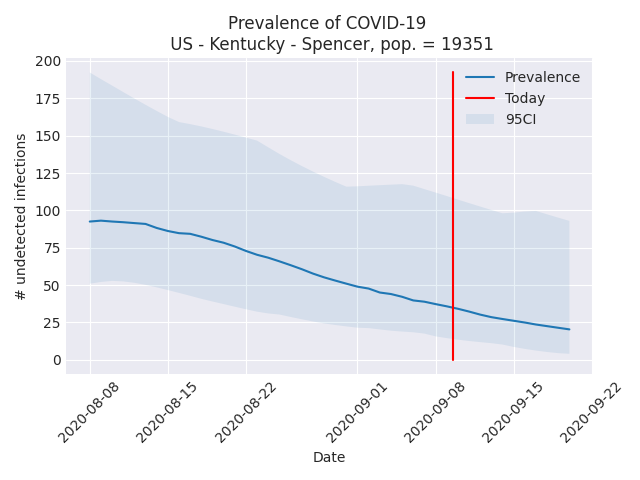 Prevalence of COVID-19
US - Kentucky - Spencer, pop. = 19351
Prevalence
Today
95CI
200
175
150
125
100
75
50
25
0
# undetected infections
2020-08-08
2020-08-15
2020-08-22
2020-09-01
2020-09-08
2020-09-15
2020-09-22
Date